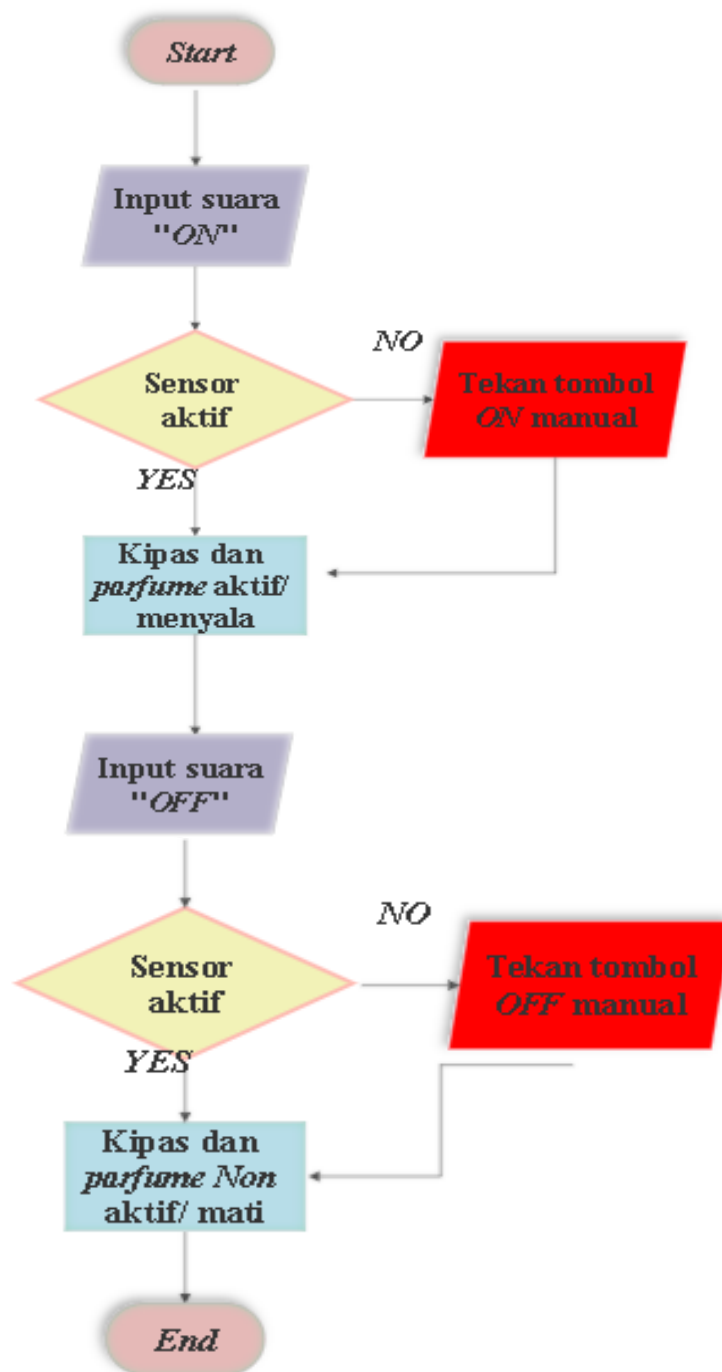 Start
Input suara
"ON"
NO
Sensor
aktif
Tekan tombol
ON manual
YES
Kipas dan
parfume aktif/
menyala
Input suara
"OFF"
NO
Sensor
aktif
Tekan tombol
OFF manual
YES
Kipas dan
parfume Non
aktif/ mati
End